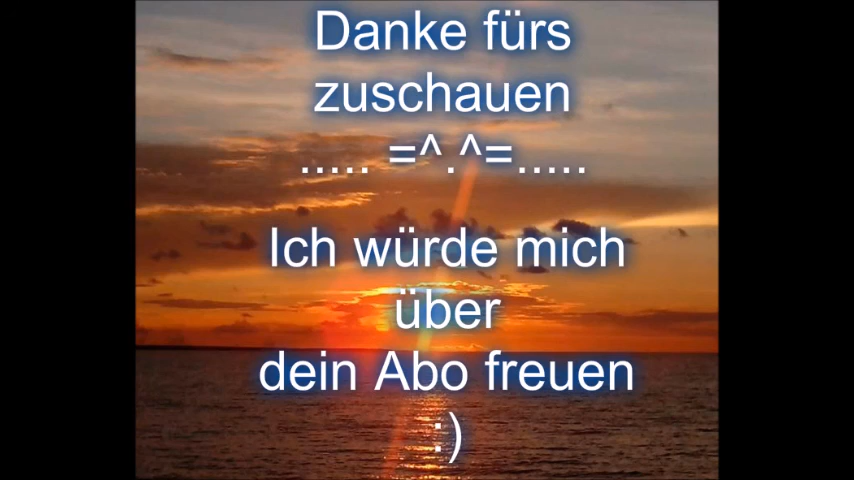 Danke fürs
zuschauen
..... =^.^=.....
Ich würde mich
über
dein Abo freuen
:)